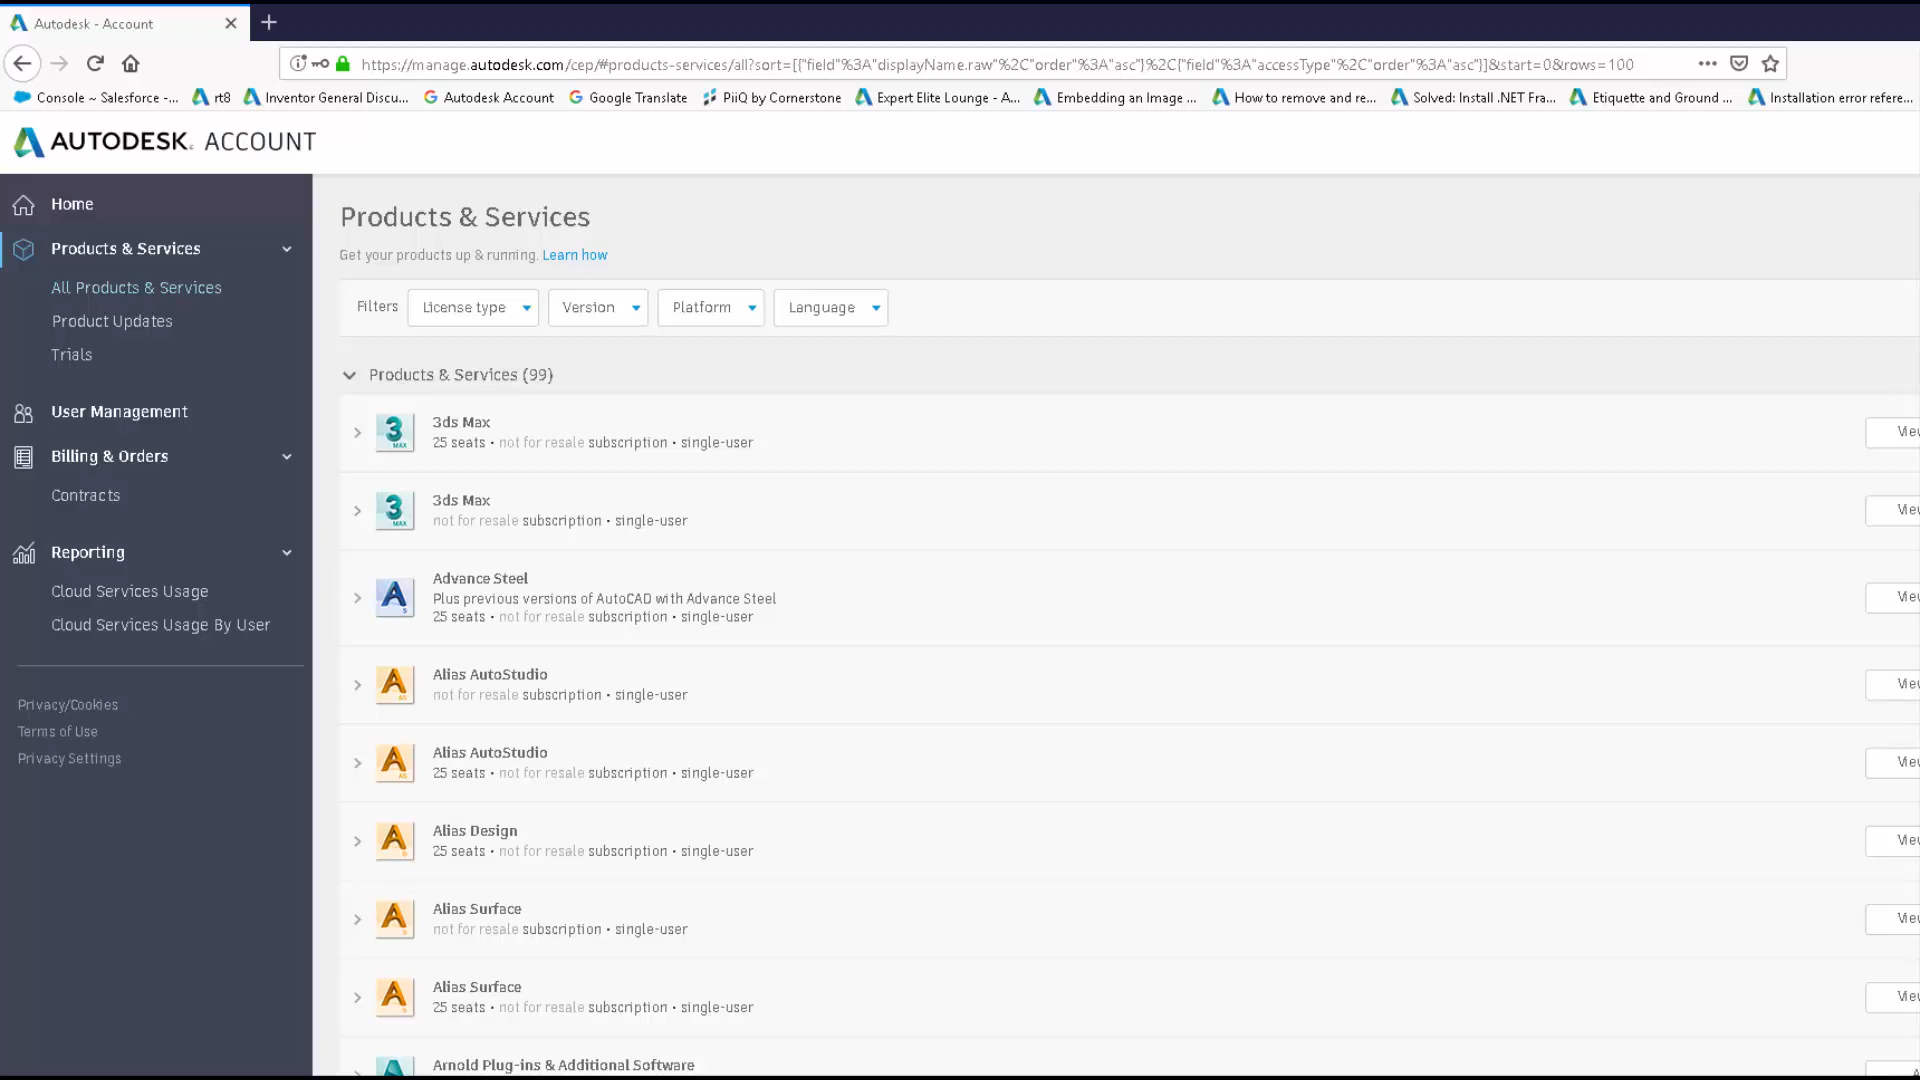 Autodesk - Account
https://manage.autodesk.com/cep/#products-services/all?sort=[{"field"%3A"displayName.raw"%2C"order"%3A"asc"}%2C{"field"%3A"accessType"%2C"order"%3A"asc"}]&start=0&rows=100
Console ~ Salesforce -... rt8 Inventor General Discu... Autodesk Account Google Translate PiiQ by Cornerstone Expert Elite Lounge - A... Embedding an Image ... How to remove and re... Solved: Install .NET Fra... Etiquette and Ground ... Installation error refere...
AUTODESK. ACCOUNT
Home
Products & Services
All Products & Services
Product Updates
Trials
User Management
Billing & Orders
Contracts
Reporting
Cloud Services Usage
Cloud Services Usage By User
Privacy/Cookies
Terms of Use
Privacy Settings
Products & Services
Get your products up & running. Learn how
Filters License type Version Platform Language
Products & Services (99)
3ds Max
25 seats • not for resale subscription • single-user
3ds Max
not for resale subscription • single-user
Advance Steel
Plus previous versions of AutoCAD with Advance Steel
25 seats • not for resale subscription • single-user
Alias AutoStudio
not for resale subscription • single-user
Alias AutoStudio
25 seats • not for resale subscription • single-user
Alias Design
25 seats • not for resale subscription • single-user
Alias Surface
not for resale subscription • single-user
Alias Surface
25 seats • not for resale subscription • single-user
Arnold Plug-ins & Additional Software